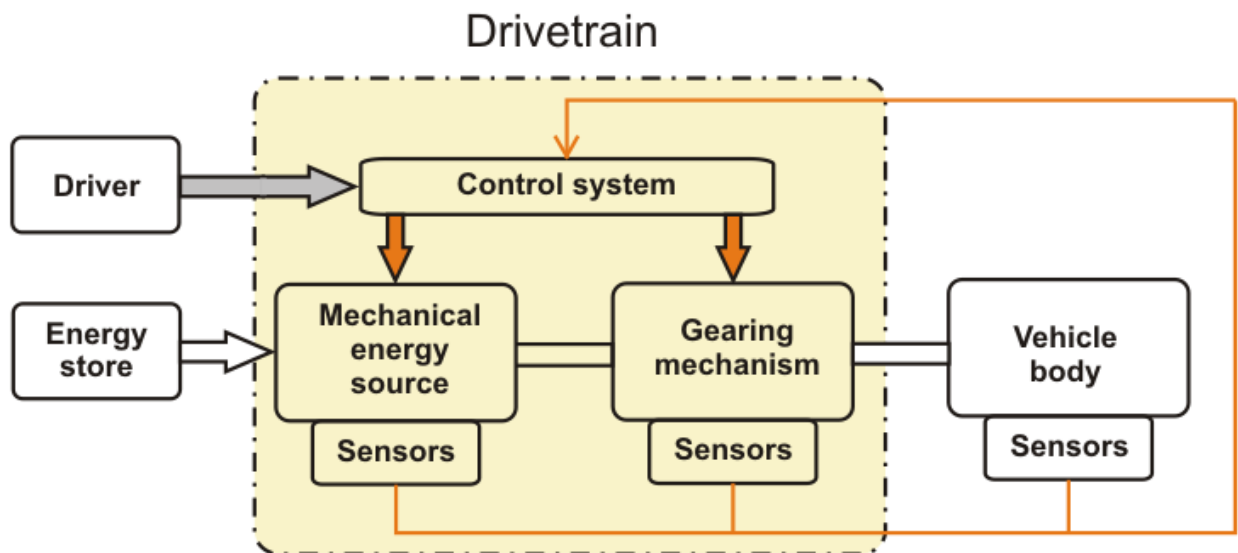 Drivetrain
Driver
Control system
Energy
store
Mechanical
energy
source
Gearing
mechanism
Vehicle
body
Sensors
Sensors
Sensors